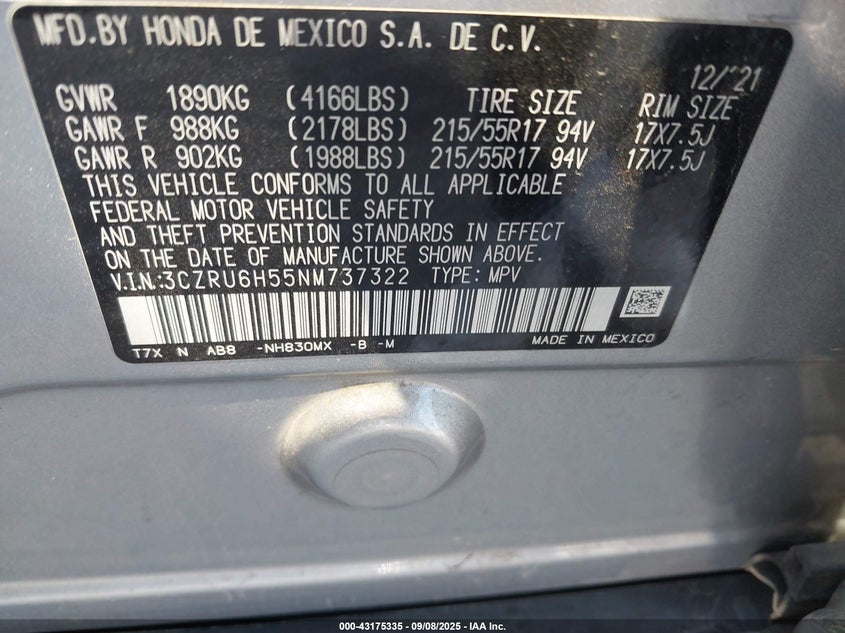 MFD.BY HONDA DE MEXICO S.A. DE C.V.
12/'21
GVWR 1890KG (4166LBS) TIRE SIZE RIM SIZE
GAWR F 988KG (2178LBS) 215/55R17 94V 17X7.5J
GAWR R 902KG (1988LBS) 215/55R17 94V 17X7.5J
THIS VEHICLE CONFORMS TO ALL APPLICABLE
FEDERAL MOTOR VEHICLE SAFETY
AND THEFT PREVENTION STANDARDS IN EFFECT
ON THE DATE OF MANUFACTURE SHOWN ABOVE.
V.I.N:3CZRU6H55NM737322 TYPE: MPV
T7X N AB8 -NH830MX -B -M MADE IN MEXICO
000-43175335 - 09/08/2025 - IAA Inc.